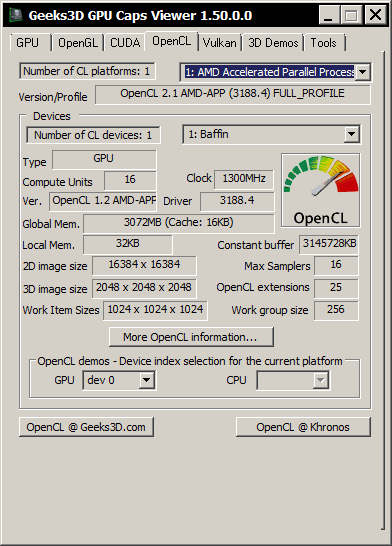 Geeks3D GPU Caps Viewer 1.50.0.0
GPU OpenGL CUDA OpenCL Vulkan 3D Demos Tools
Number of CL platforms: 1 1: AMD Accelerated Parallel Process
Version/Profile OpenCL 2.1 AMD-APP (3188.4) FULL_PROFILE
Devices
Number of CL devices: 1 1: Baffin
Type GPU
Compute Units 16 Clock 1300MHz
Ver. OpenCL 1.2 AMD-APP Driver 3188.4
OpenCL
Global Mem. 3072MB (Cache: 16KB)
Local Mem. 32KB Constant buffer 3145728KB
2D image size 16384 x 16384 Max Samplers 16
3D image size 2048 x 2048 x 2048 OpenCL extensions 25
Work Item Sizes 1024 x 1024 x 1024 Work group size 256
More OpenCL information...
OpenCL demos - Device index selection for the current platform
GPU dev 0 CPU
OpenCL @ Geeks3D.com OpenCL @ Khronos